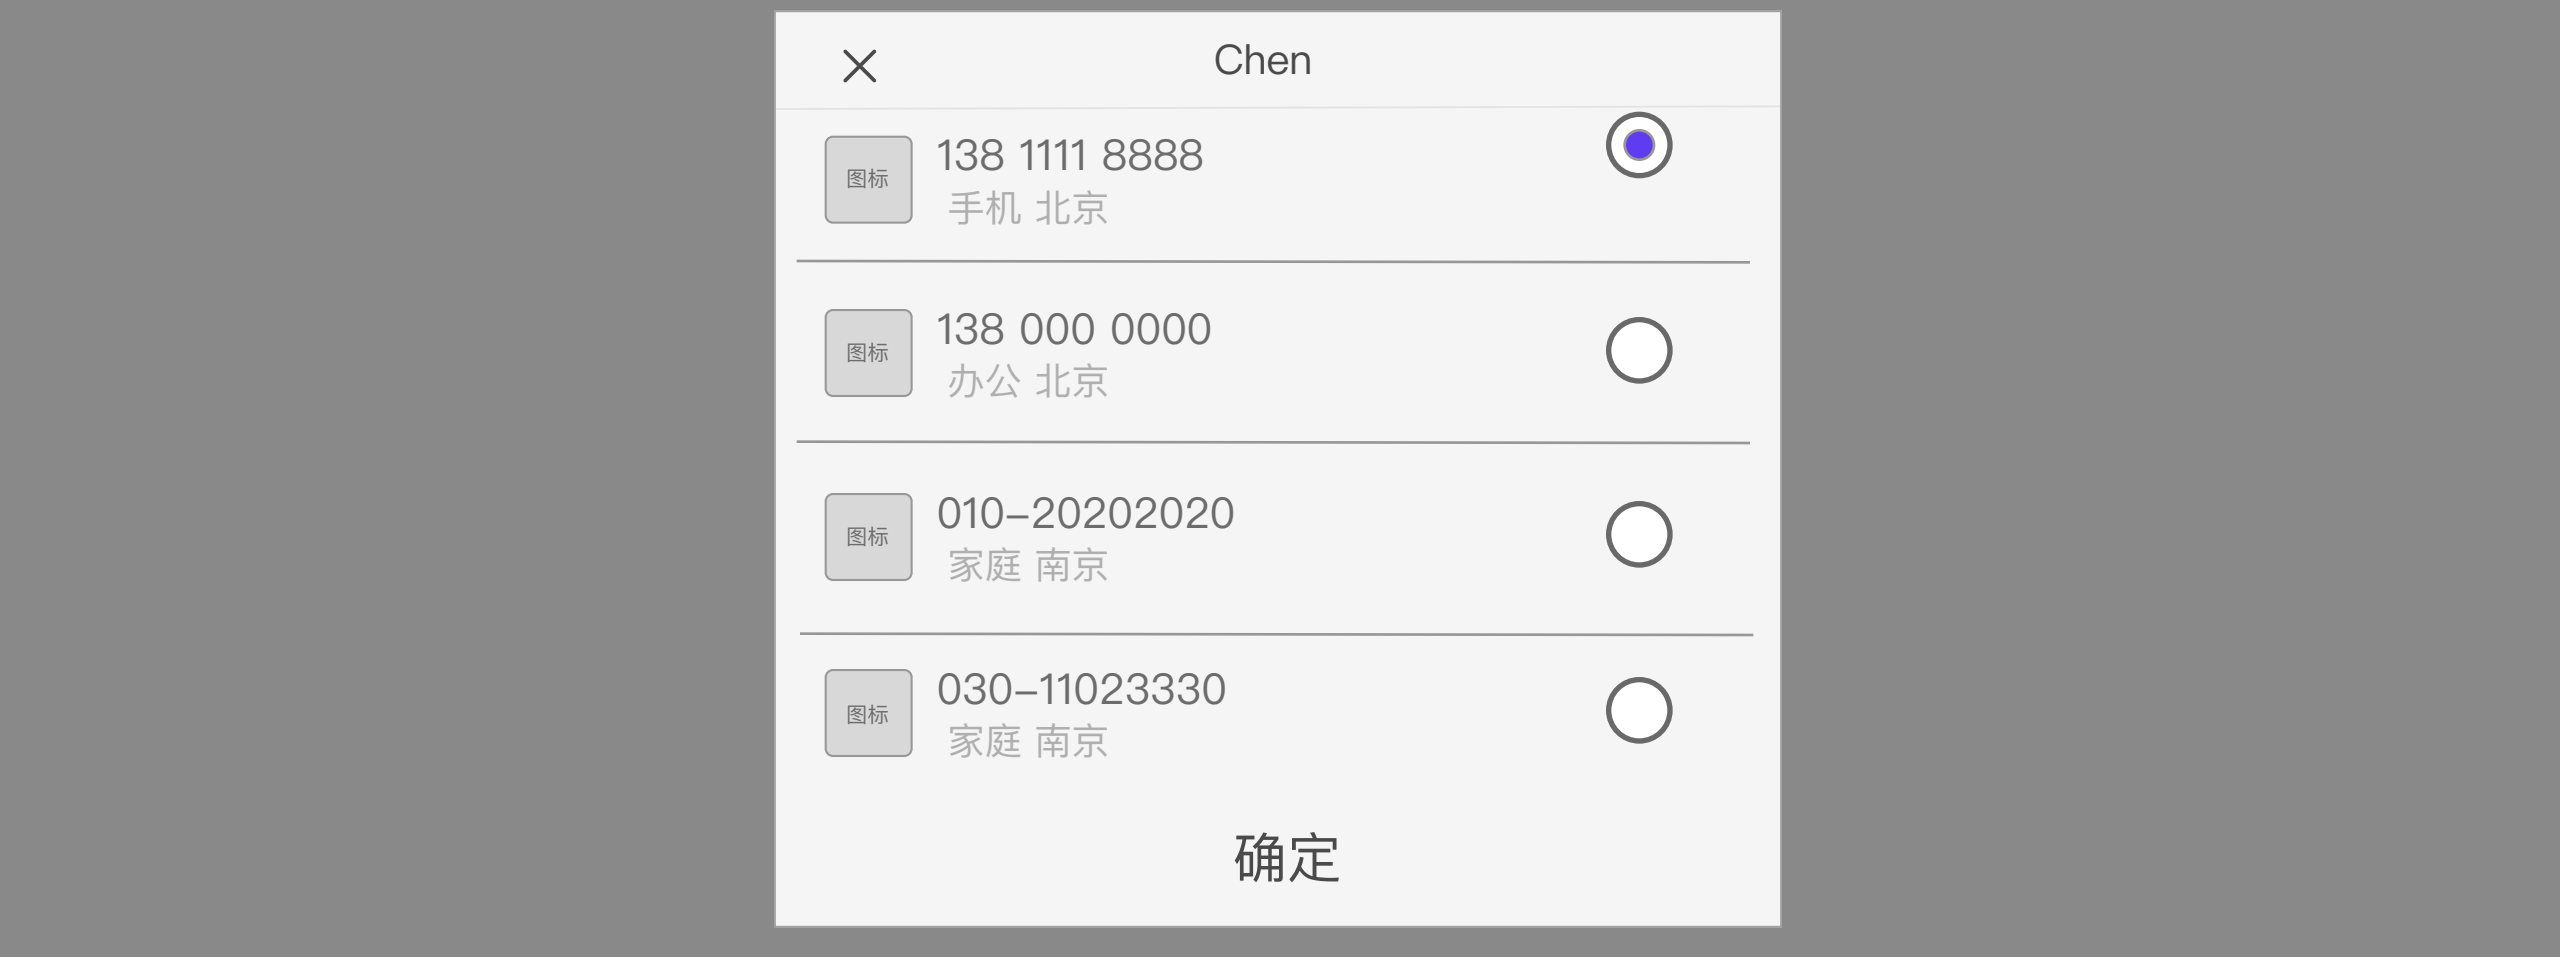 Chen
138 1111 8888
图标
手机 北京
138 000 0000
图标
办公 北京
010-20202020
图标
家庭 南京
030-11023330
图标
家庭 南京
确定